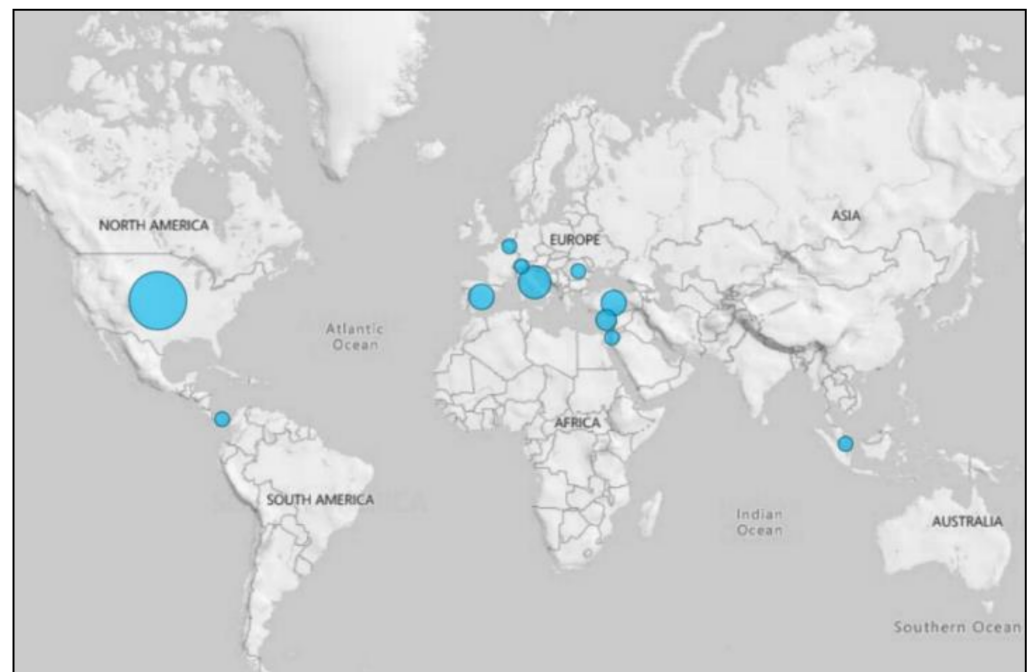 NORTH AMERICA
EUROPE
ASIA
Atlantic
Ocean
AFRICA
SOUTH AMERICA
Indian
Ocean
AUSTRALIA
Southern Ocean